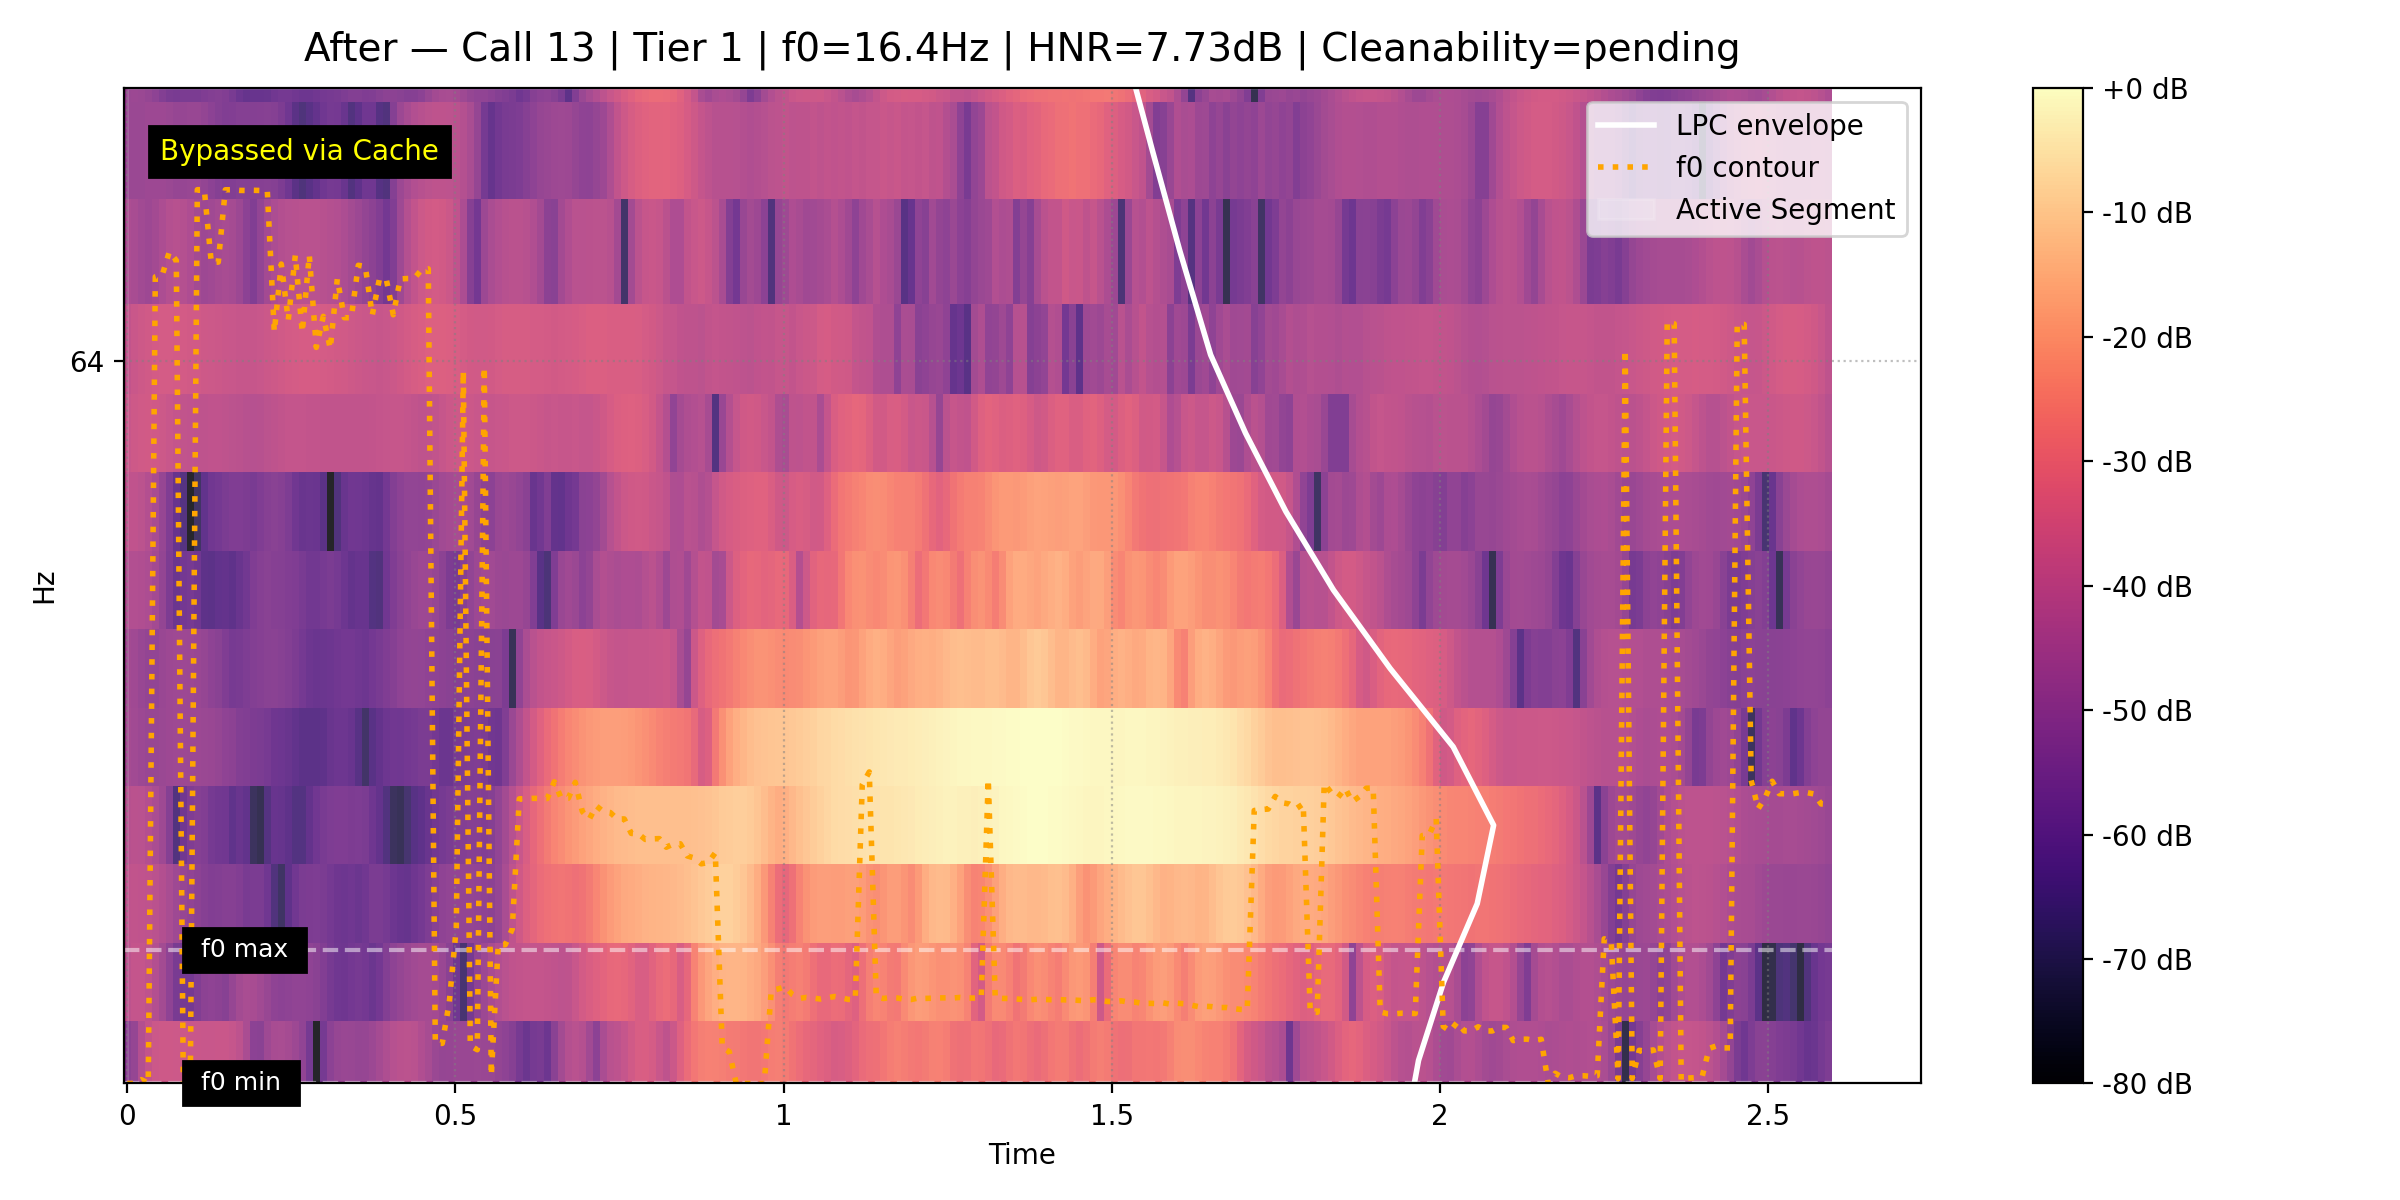 After — Call 13 | Tier 1 | f0=16.4Hz | HNR=7.73dB | Cleanability=pending
Bypassed via Cache
LPC envelope
f0 contour
Active Segment
f0 max
f0 min
Hz
64
0
0.5
1
1.5
2
2.5
Time
+0 dB
-10 dB
-20 dB
-30 dB
-40 dB
-50 dB
-60 dB
-70 dB
-80 dB